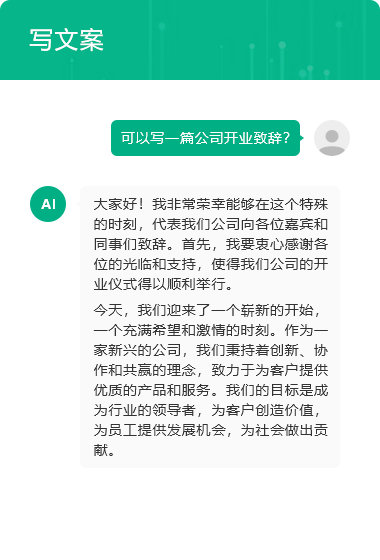 写文案
可以写一篇公司开业致辞？
AI
大家好！我非常荣幸能够在这个特殊
的时刻，代表我们公司向各位嘉宾和
同事们致辞。首先，我要衷心感谢各
位的光临和支持，使得我们公司的开
业仪式得以顺利举行。
今天，我们迎来了一个崭新的开始，
一个充满希望和激情的时刻。作为一
家新兴的公司，我们秉持着创新、协
作和共赢的理念，致力于为客户提供
优质的产品和服务。我们的目标是成
为行业的领导者，为客户创造价值，
为员工提供发展机会，为社会做出贡
献。